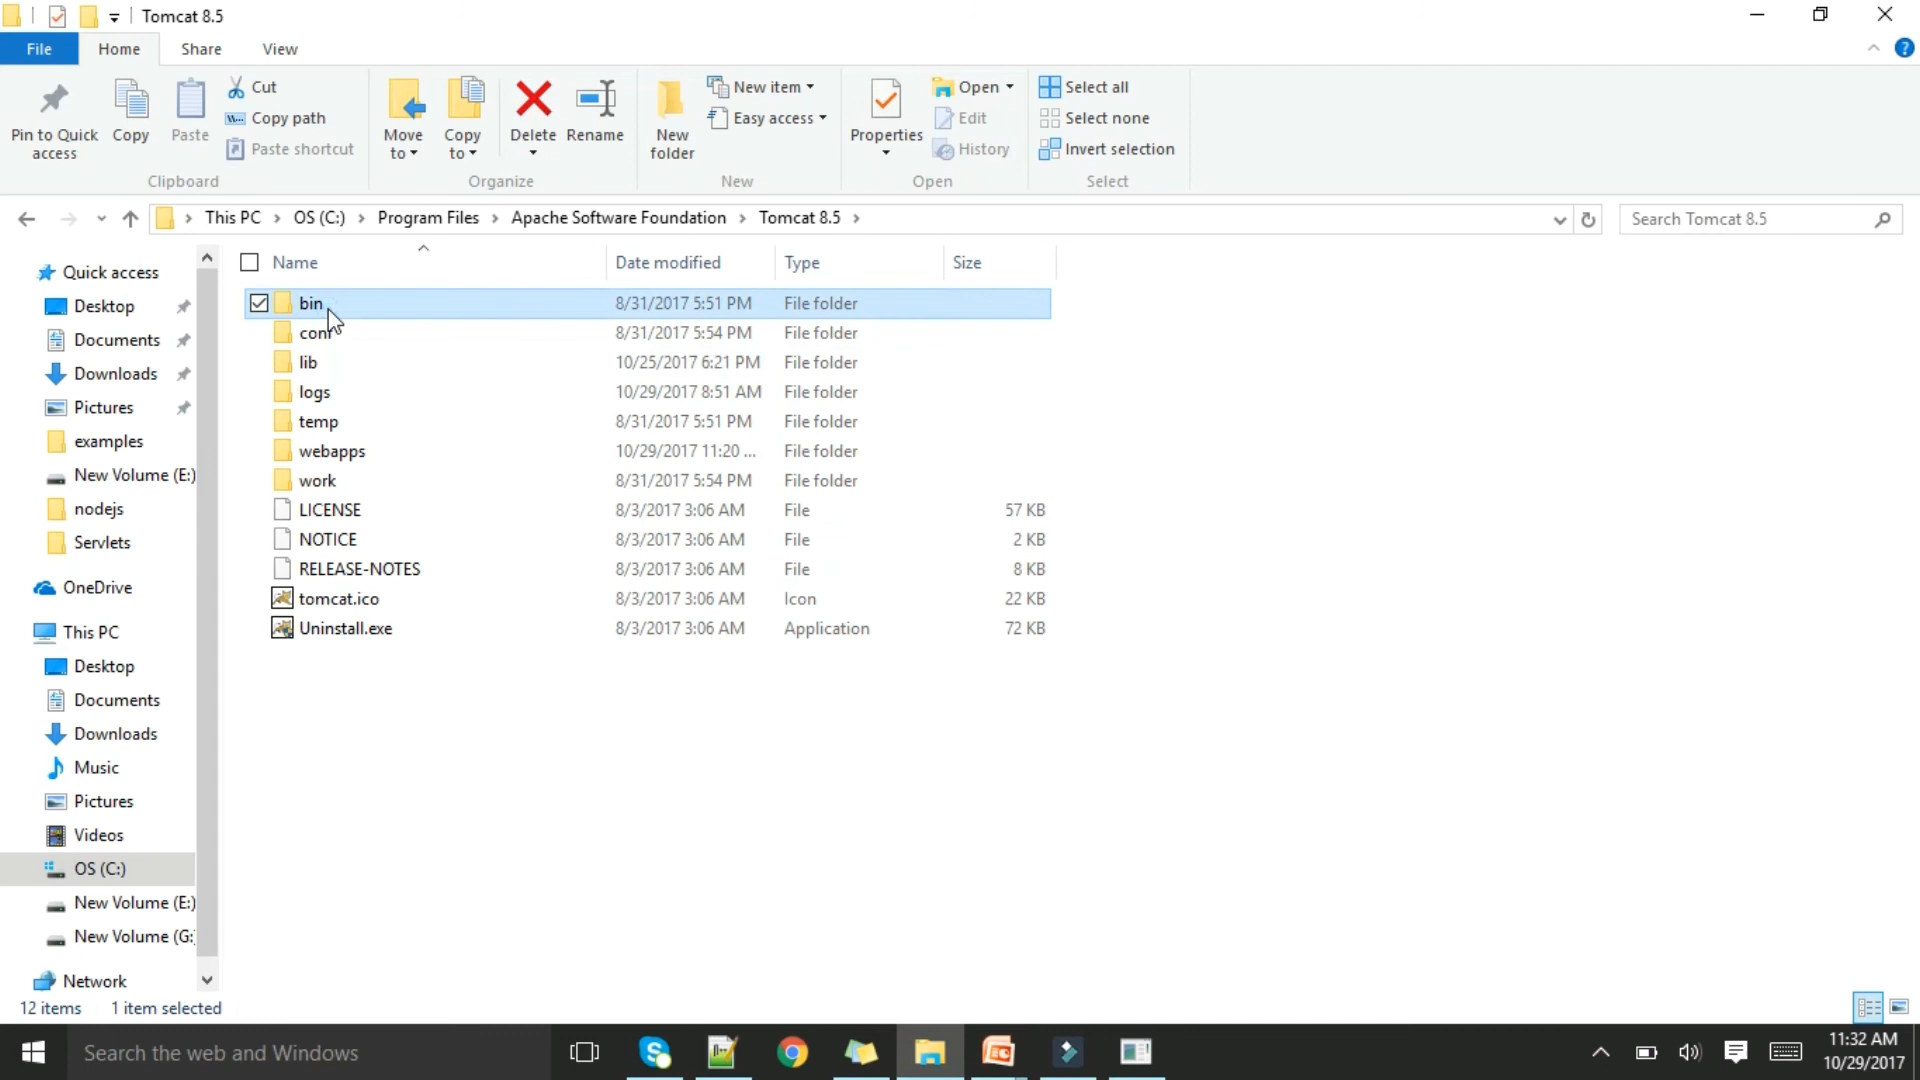 Tomcat 8.5
File Home Share View
Pin to Quick access
Copy
Paste
Cut
Copy path
Paste shortcut
Clipboard
Move to
Copy to
Delete
Rename
Organize
New folder
New item
Easy access
New
Properties
Open
Edit
History
Open
Select all
Select none
Invert selection
Select
This PC > OS (C:) > Program Files > Apache Software Foundation > Tomcat 8.5 >
Search Tomcat 8.5
Quick access
Desktop
Documents
Downloads
Pictures
examples
New Volume (E:)
nodejs
Servlets
OneDrive
This PC
Desktop
Documents
Downloads
Music
Pictures
Videos
OS (C:)
New Volume (E:)
New Volume (G:
Network
Name Date modified Type Size
bin 8/31/2017 5:51 PM File folder
conf 8/31/2017 5:54 PM File folder
lib 10/25/2017 6:21 PM File folder
logs 10/29/2017 8:51 AM File folder
temp 8/31/2017 5:51 PM File folder
webapps 10/29/2017 11:20 ... File folder
work 8/31/2017 5:54 PM File folder
LICENSE 8/3/2017 3:06 AM File 57 KB
NOTICE 8/3/2017 3:06 AM File 2 KB
RELEASE-NOTES 8/3/2017 3:06 AM File 8 KB
tomcat.ico 8/3/2017 3:06 AM Icon 22 KB
Uninstall.exe 8/3/2017 3:06 AM Application 72 KB
12 items 1 item selected
Search the web and Windows
11:32 AM
10/29/2017